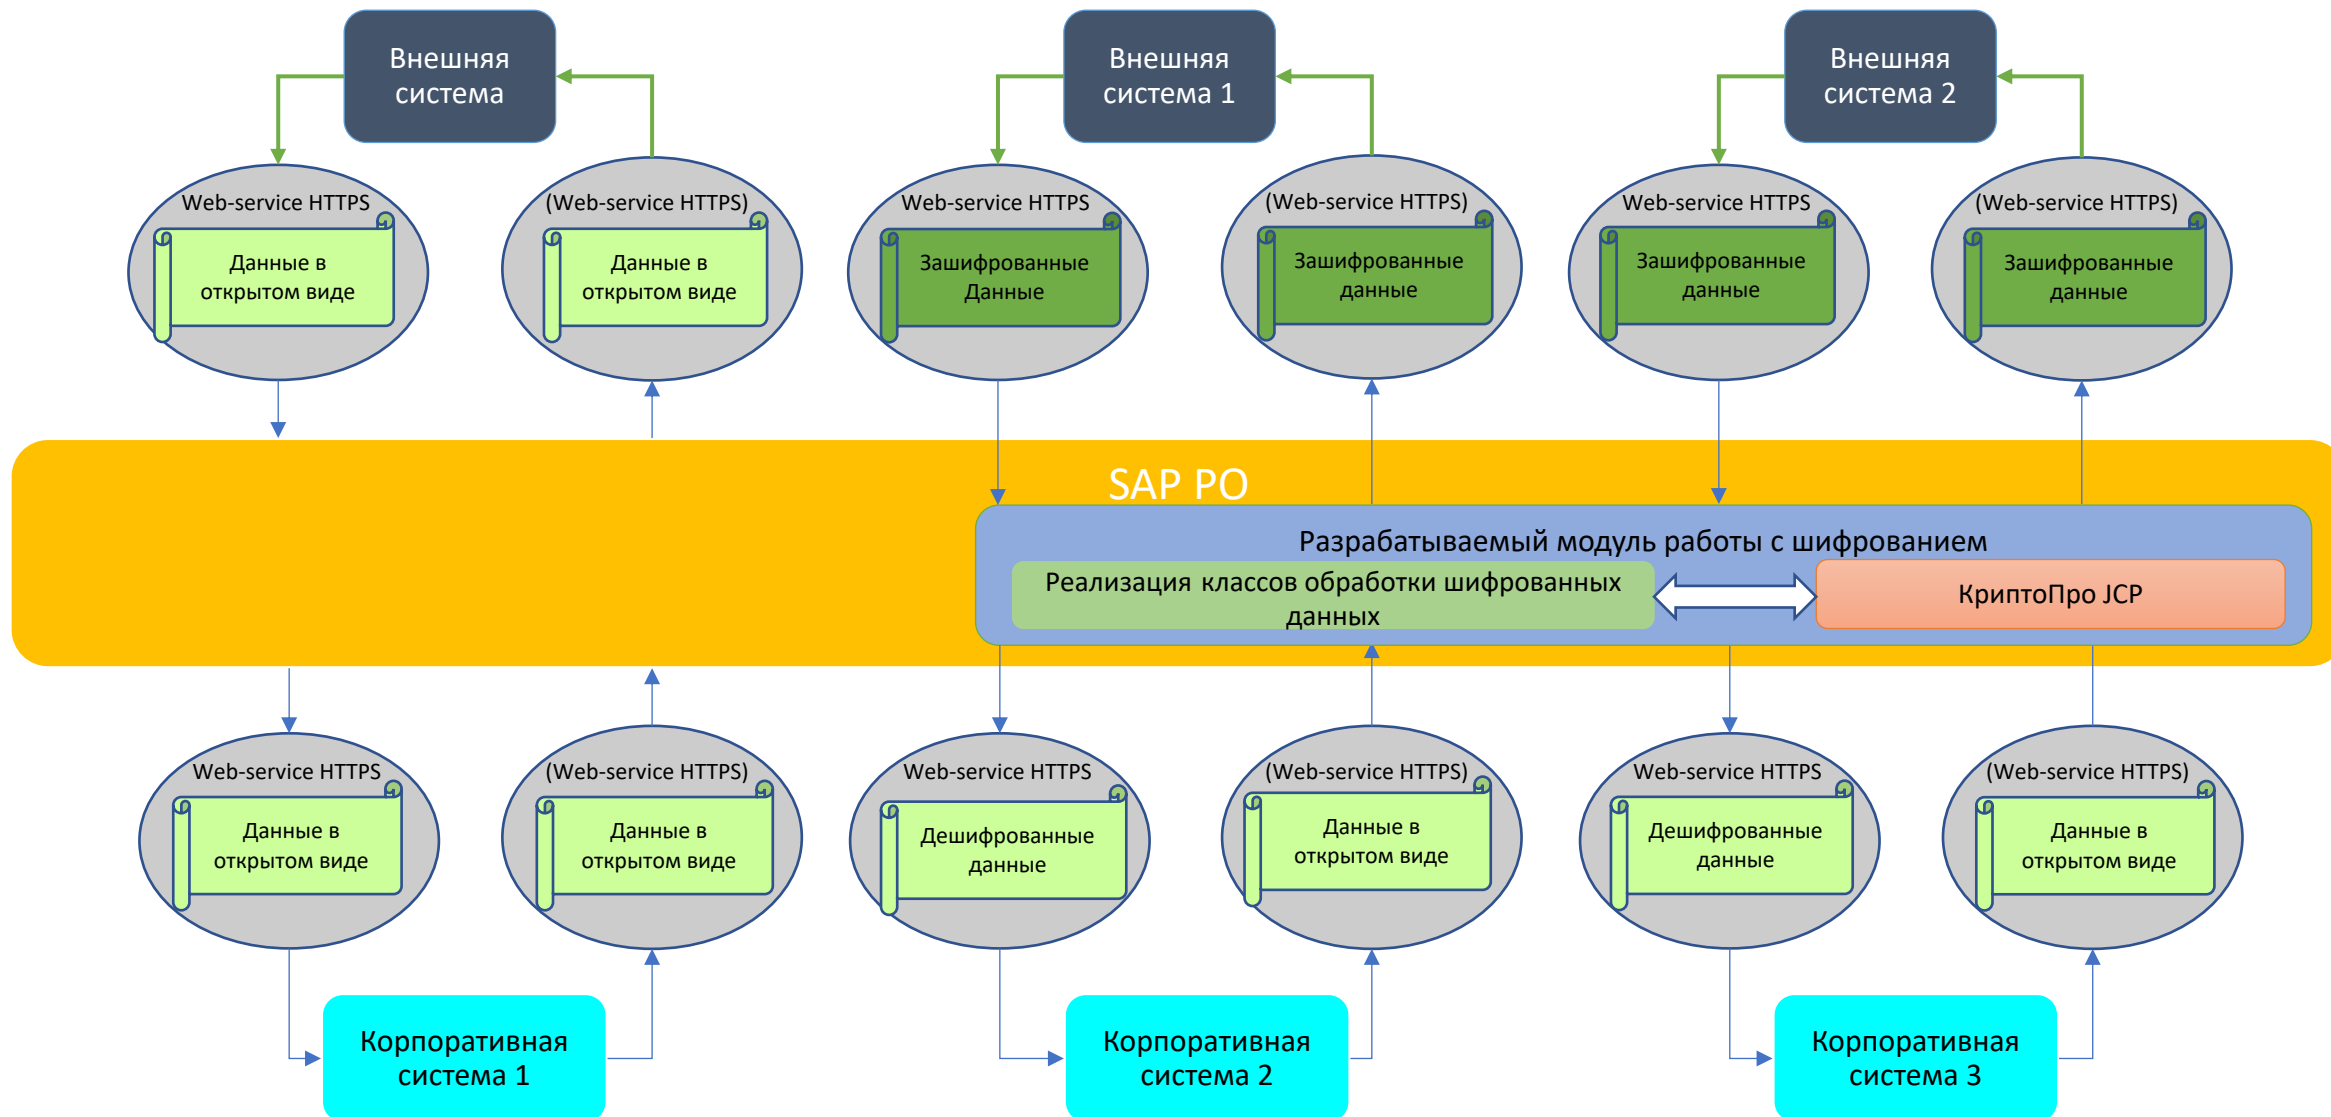 Внешняя
система
Внешняя
система 1
Внешняя
система 2
Web-service HTTPS
Данные в
открытом виде
(Web-service HTTPS)
Данные в
открытом виде
Web-service HTTPS
Зашифрованные
Данные
(Web-service HTTPS)
Зашифрованные
данные
Web-service HTTPS
Зашифрованные
данные
(Web-service HTTPS)
Зашифрованные
данные
SAP PO
Разрабатываемый модуль работы с шифрованием
Реализация классов обработки шифрованных
данных
КриптоПро JCP
Web-service HTTPS
Данные в
открытом виде
(Web-service HTTPS)
Данные в
открытом виде
Web-service HTTPS
Дешифрованные
данные
(Web-service HTTPS)
Данные в
открытом виде
Web-service HTTPS
Дешифрованные
данные
(Web-service HTTPS)
Данные в
открытом виде
Корпоративная
система 1
Корпоративная
система 2
Корпоративная
система 3